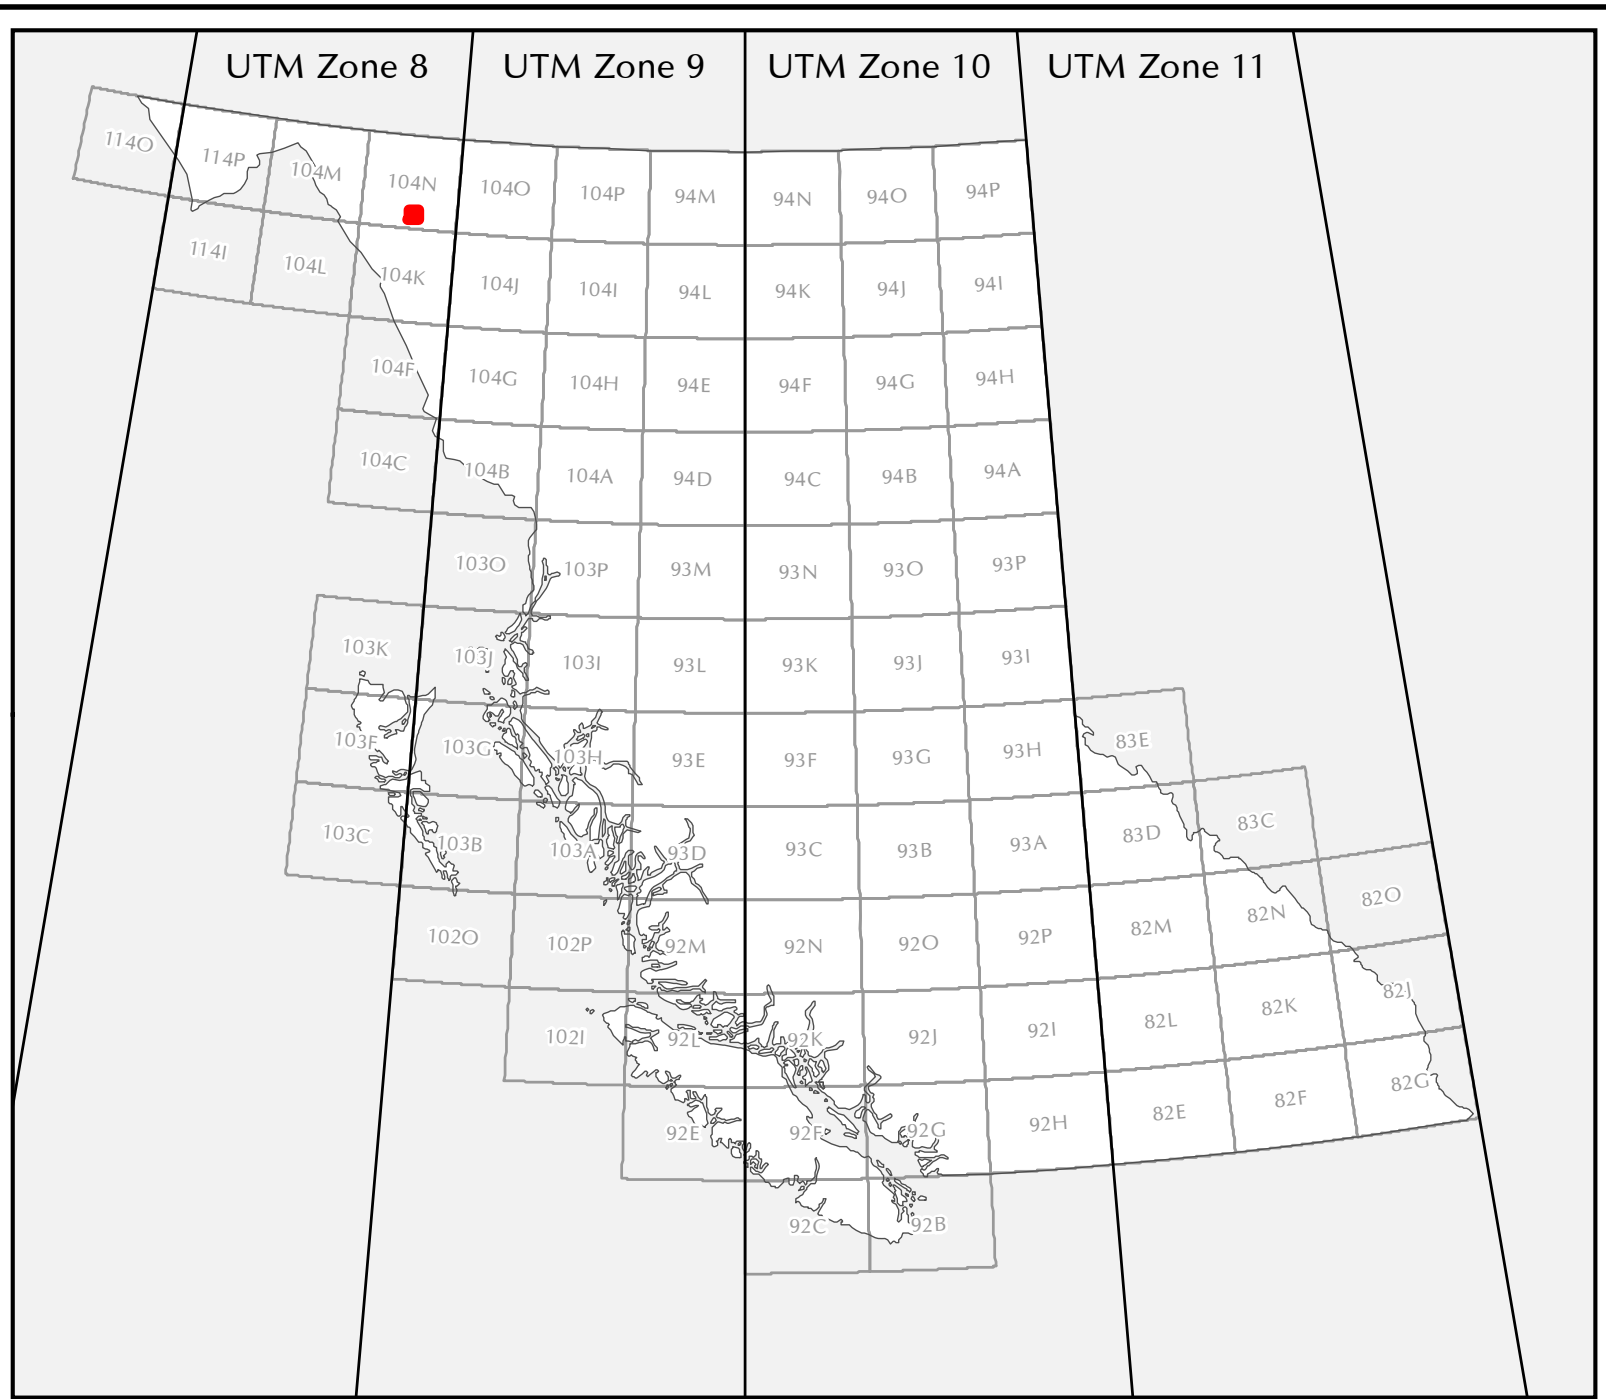 UTM Zone 8 UTM Zone 9 UTM Zone 10 UTM Zone 11
114O 114P 104M 104N 104O 104P 94M 94N 94O 94P
114I 104L 104K 104J 104I 94L 94K 94J 94I
104F 104G 104H 94E 94F 94G 94H
104C 104B 104A 94D 94C 94B 94A
103O 103P 93M 93N 93O 93P
103K 103J 103I 93L 93K 93J 93I
103F 103G 103H 93E 93F 93G 93H 83E
103C 103B 103A 93D 93C 93B 93A 83D 83C
102O 102P 92M 92N 92O 92P 82M 82N 82O
102I 92L 92K 92J 92I 82L 82K 82J
92E 92F 92G 92H 82E 82F 82G
92C 92B